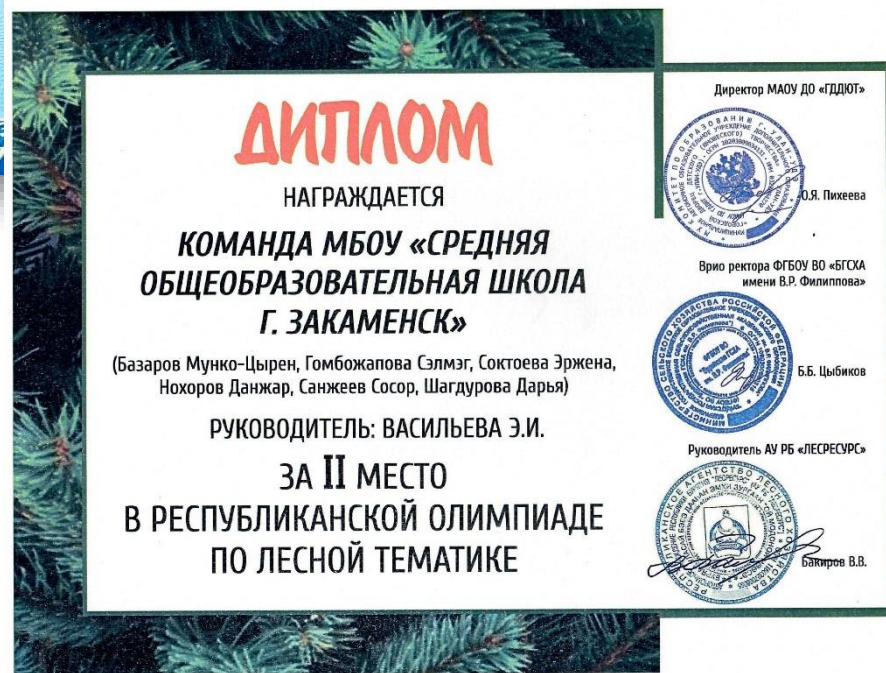 ДИПЛОМ
НАГРАЖДАЕТСЯ
КОМАНДА МБОУ «СРЕДНЯЯ
ОБЩЕОБРАЗОВАТЕЛЬНАЯ ШКОЛА
Г. ЗАКАМЕНСК»
(Базаров Мунко-Цырен, Гомбожапова Сэлмэг, Соктоева Эржена,
Нохоров Данжар, Санжеев Сосор, Шагдурова Дарья)
РУКОВОДИТЕЛЬ: ВАСИЛЬЕВА Э.И.
ЗА II МЕСТО
В РЕСПУБЛИКАНСКОЙ ОЛИМПИАДЕ
ПО ЛЕСНОЙ ТЕМАТИКЕ
Директор МАОУ ДО «ГДДЮТ»
О.Я. Пихеева
Врио ректора ФГБОУ ВО «БГСХА
имени В.Р. Филиппова»
Б.Б. Цыбиков
Руководитель АУ РБ «ЛЕСРЕСУРС»
Бакиров В.В.